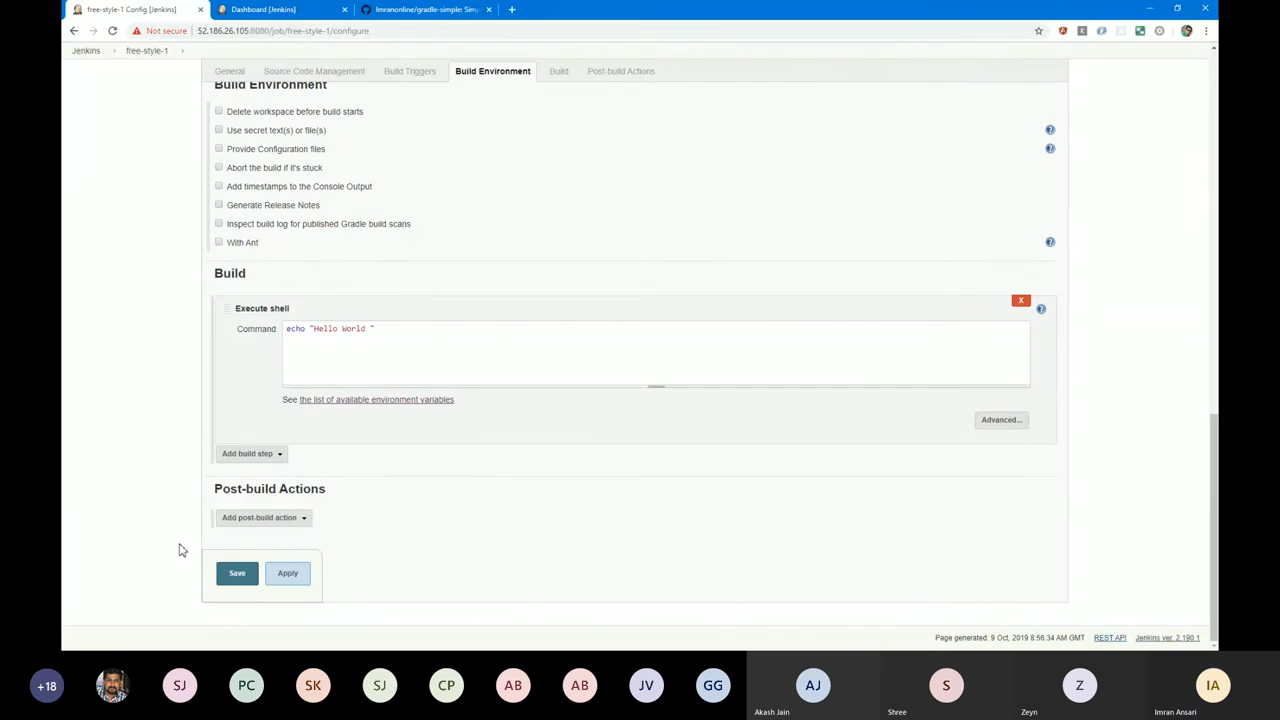 free-style-1 Config [Jenkins]
Dashboard [Jenkins]
Imranonline/gradle-simple: Sim
Not secure
52.186.26.105:8080/job/free-style-1/configure
Jenkins
free-style-1
General
Source Code Management
Build Triggers
Build Environment
Build
Post-build Actions
Build Environment
Delete workspace before build starts
Use secret text(s) or file(s)
Provide Configuration files
Abort the build if it's stuck
Add timestamps to the Console Output
Generate Release Notes
Inspect build log for published Gradle build scans
With Ant
Build
Execute shell
X
Command
echo "Hello World "
See the list of available environment variables
Advanced...
Add build step
Post-build Actions
Add post-build action
Save
Apply
Page generated: 9 Oct, 2019 8:56:34 AM GMT
REST API
Jenkins ver. 2.190.1
+18
SJ
PC
SK
SJ
CP
AB
AB
JV
GG
AJ
Akash Jain
S
Shree
Z
Zeyn
IA
Imran Ansari